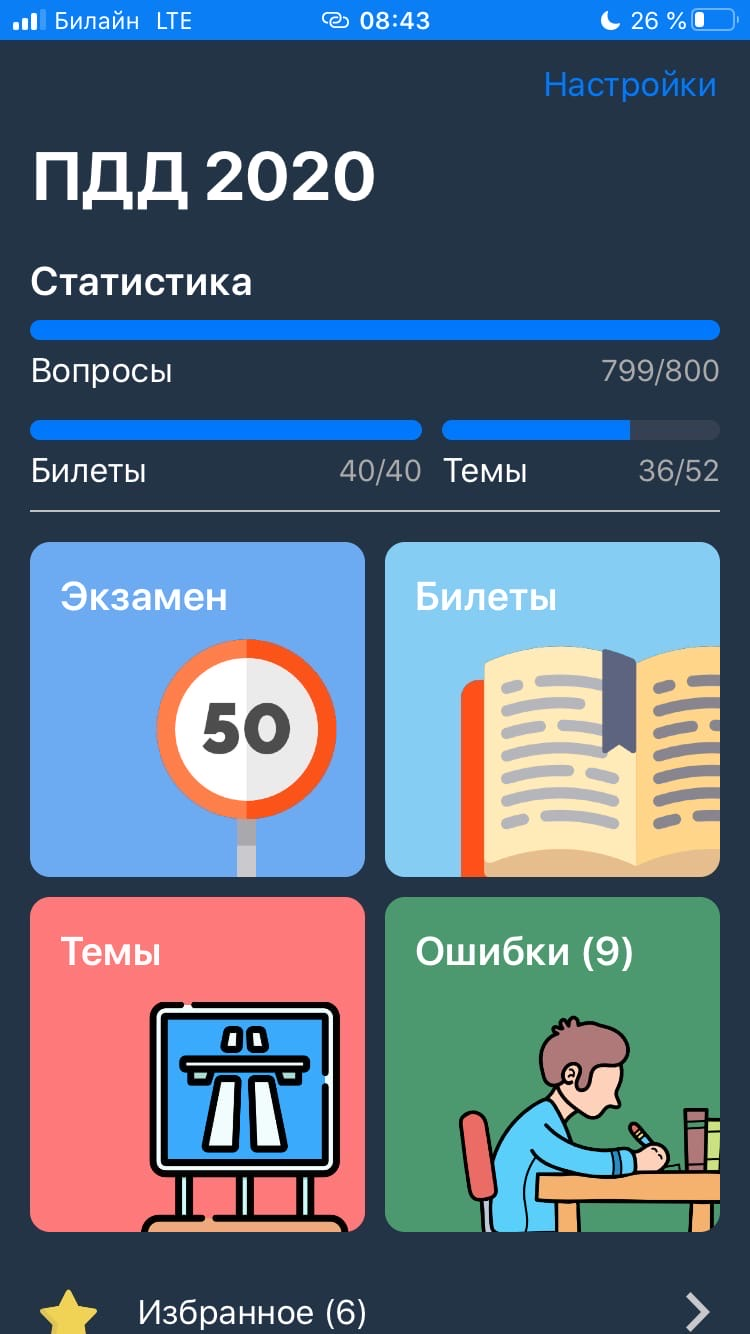 Билайн LTE 08:43 26 %
Настройки
ПДД 2020
Статистика
Вопросы 799/800
Билеты 40/40 Темы 36/52
Экзамен Билеты
50
Темы Ошибки (9)
Избранное (6)